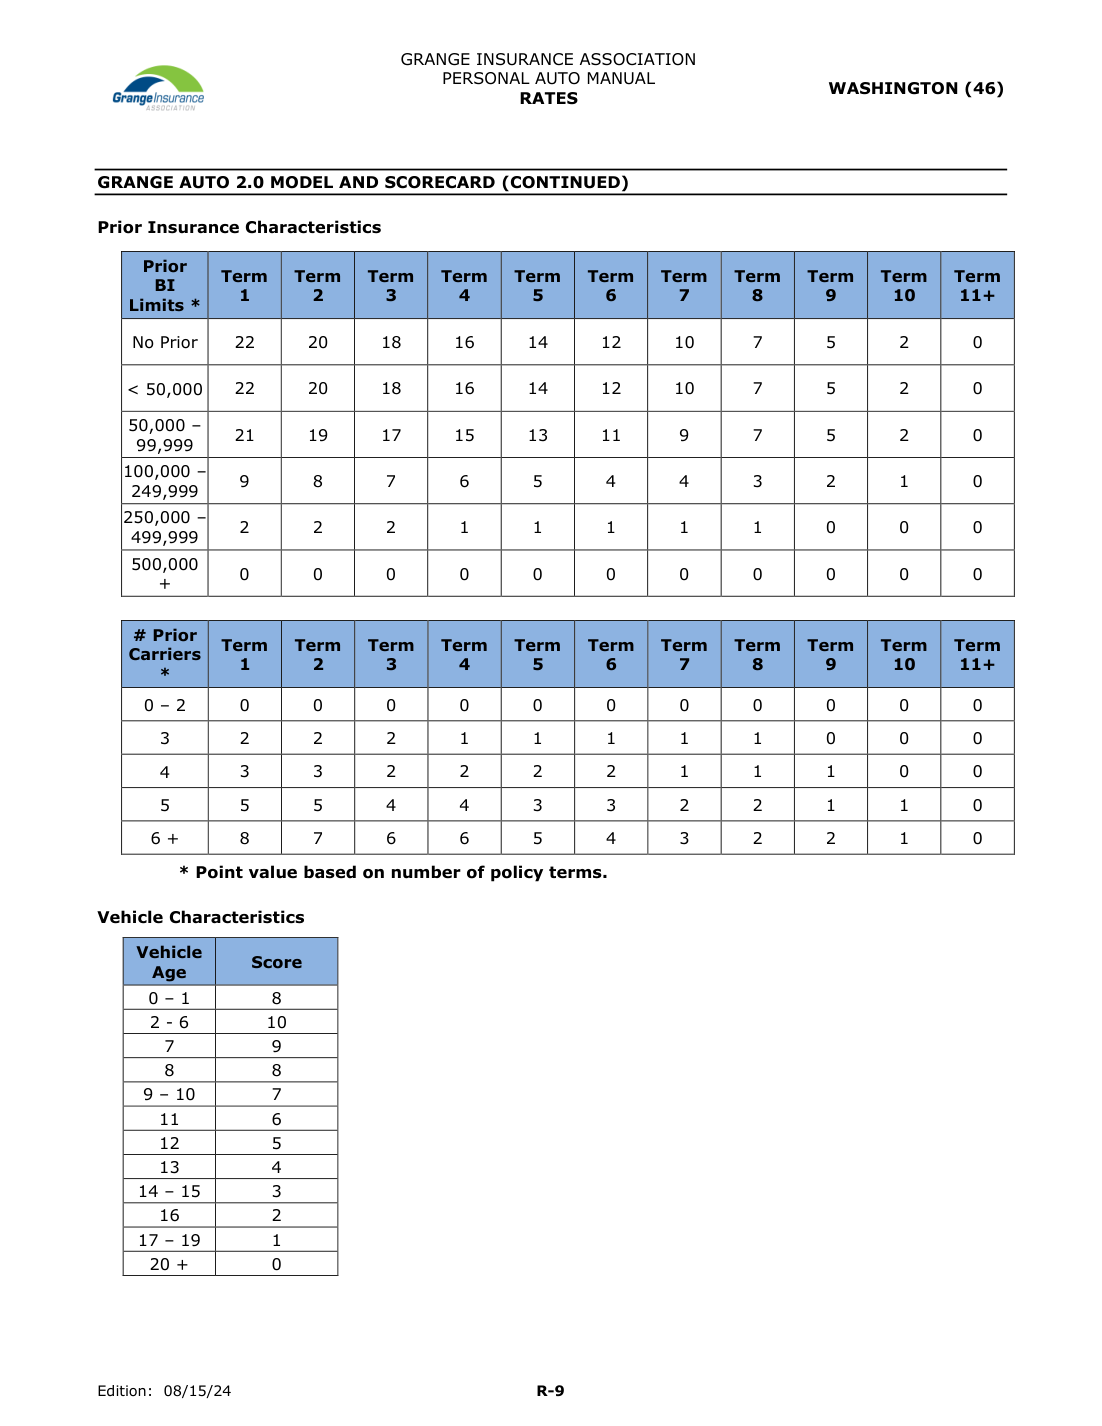 GrangeInsurance
ASSOCIATION
GRANGE INSURANCE ASSOCIATION
PERSONAL AUTO MANUAL
RATES
WASHINGTON (46)
GRANGE AUTO 2.0 MODEL AND SCORECARD (CONTINUED)
Prior Insurance Characteristics
Prior BI Limits * Term 1 Term 2 Term 3 Term 4 Term 5 Term 6 Term 7 Term 8 Term 9 Term 10 Term 11+
No Prior 22 20 18 16 14 12 10 7 5 2 0
< 50,000 22 20 18 16 14 12 10 7 5 2 0
50,000 – 99,999 21 19 17 15 13 11 9 7 5 2 0
100,000 – 249,999 9 8 7 6 5 4 4 3 2 1 0
250,000 – 499,999 2 2 2 1 1 1 1 1 0 0 0
500,000 + 0 0 0 0 0 0 0 0 0 0 0
# Prior Carriers * Term 1 Term 2 Term 3 Term 4 Term 5 Term 6 Term 7 Term 8 Term 9 Term 10 Term 11+
0 – 2 0 0 0 0 0 0 0 0 0 0 0
3 2 2 2 1 1 1 1 1 0 0 0
4 3 3 2 2 2 2 1 1 1 0 0
5 5 5 4 4 3 3 2 2 1 1 0
6 + 8 7 6 6 5 4 3 2 2 1 0
* Point value based on number of policy terms.
Vehicle Characteristics
Vehicle Age Score
0 – 1 8
2 - 6 10
7 9
8 8
9 – 10 7
11 6
12 5
13 4
14 – 15 3
16 2
17 – 19 1
20 + 0
Edition: 08/15/24
R-9